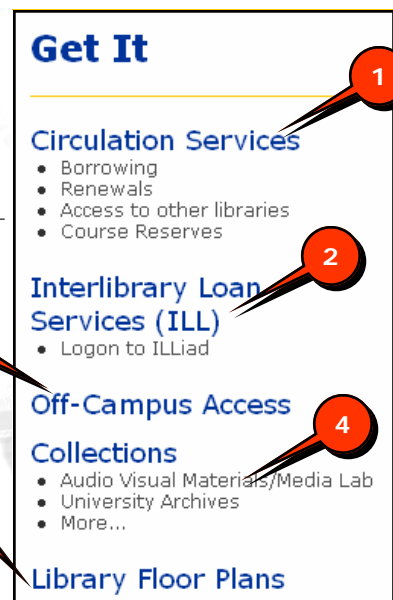 Get It
1
Circulation Services
• Borrowing
• Renewals
• Access to other libraries
• Course Reserves
2
Interlibrary Loan
Services (ILL)
• Logon to ILLiad
Off-Campus Access
4
Collections
• Audio Visual Materials/Media Lab
• University Archives
• More...
Library Floor Plans